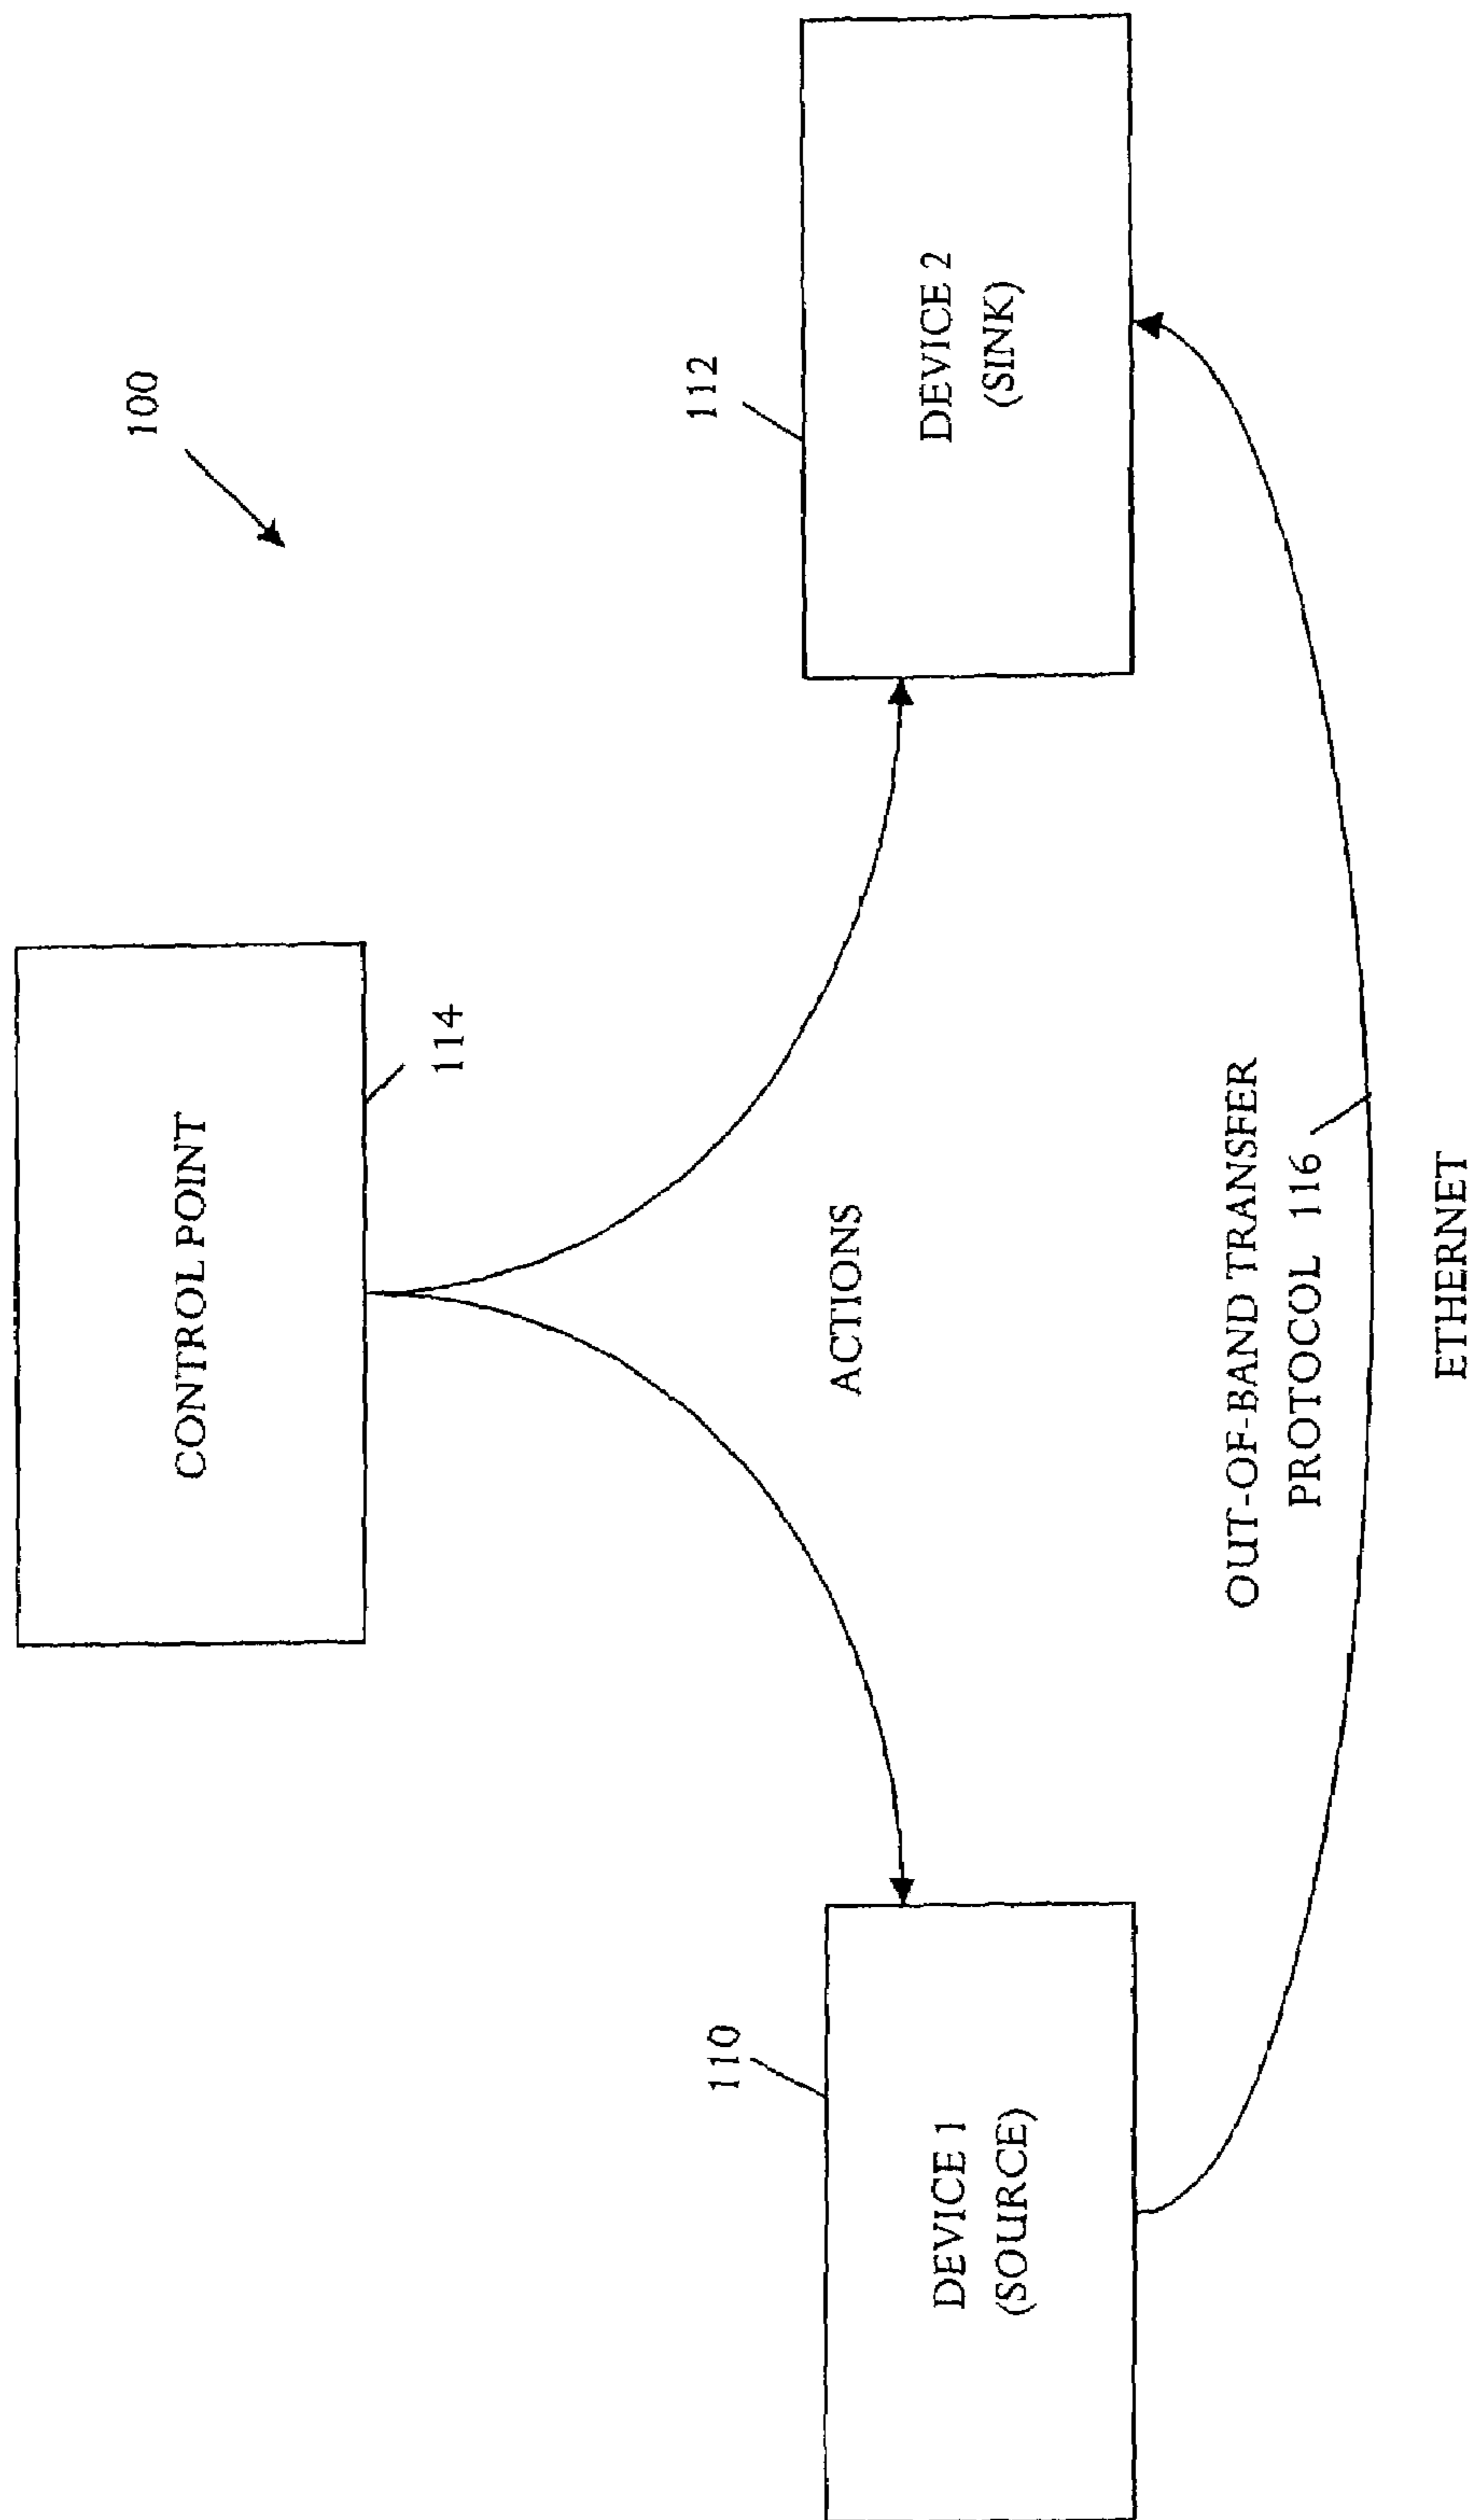 100
CONTROL POINT
114
112
110
DEVICE 1
(SOURCE)
ACTIONS
DEVICE 2
(SINK)
OUT-OF-BAND TRANSFER
PROTOCOL 116
ETHERNET